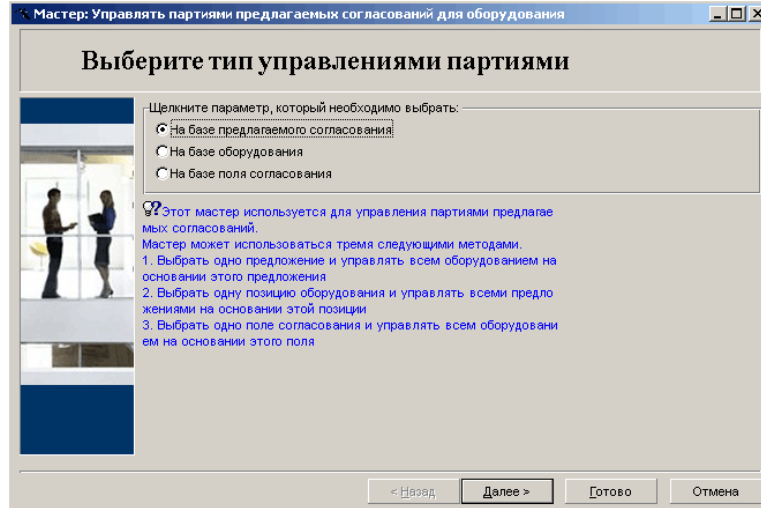 Мастер: Управлять партиями предлагаемых согласований для оборудования
Выберите тип управлениями партиями
Щелкните параметр, который необходимо выбрать:
На базе предлагаемого согласования
На базе оборудования
На базе поля согласования
Этот мастер используется для управления партиями предлагае
мых согласований.
Мастер может использоваться тремя следующими методами.
1. Выбрать одно предложение и управлять всем оборудованием на
основании этого предложения
2. Выбрать одну позицию оборудования и управлять всеми предло
жениями на основании этой позиции
3. Выбрать одно поле согласования и управлять всем оборудовани
ем на основании этого поля
< Назад Далее > Готово Отмена